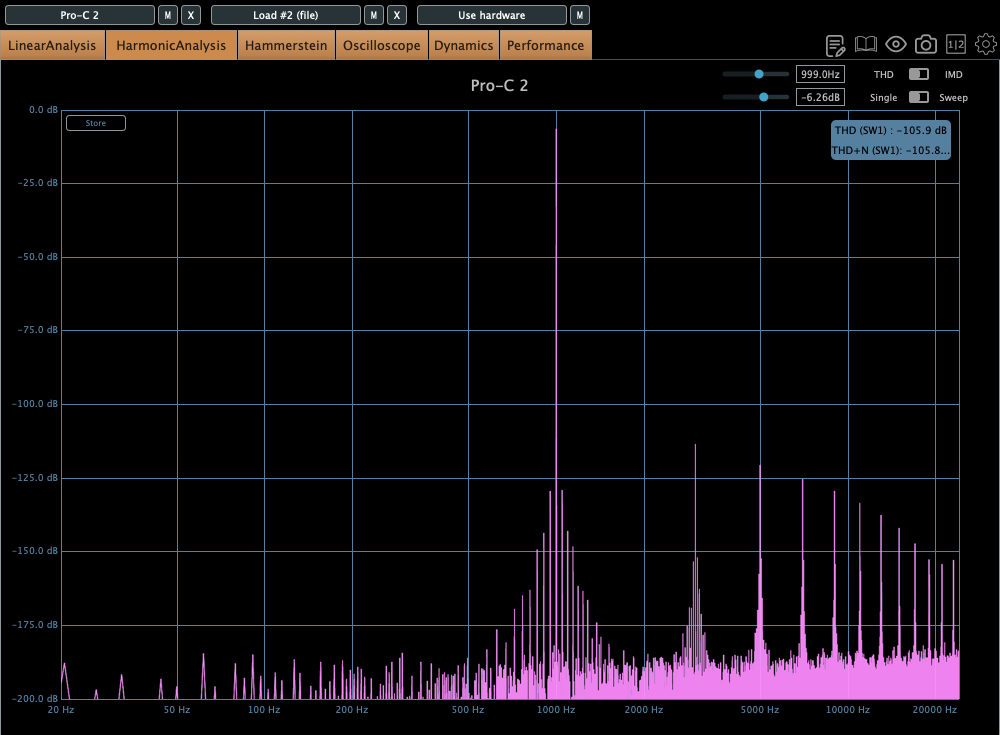 Pro-C 2 M X Load #2 (file) M X Use hardware M
LinearAnalysis HarmonicAnalysis Hammerstein Oscilloscope Dynamics Performance
1|2
999.0Hz THD IMD
Pro-C 2
-6.26dB Single Sweep
0.0 dB
Store
THD (SW1) : -105.9 dB
THD+N (SW1): -105.8...
-25.0 dB
-50.0 dB
-75.0 dB
-100.0 dB
-125.0 dB
-150.0 dB
-175.0 dB
-200.0 dB
20 Hz 50 Hz 100 Hz 200 Hz 500 Hz 1000 Hz 2000 Hz 5000 Hz 10000 Hz 20000 Hz